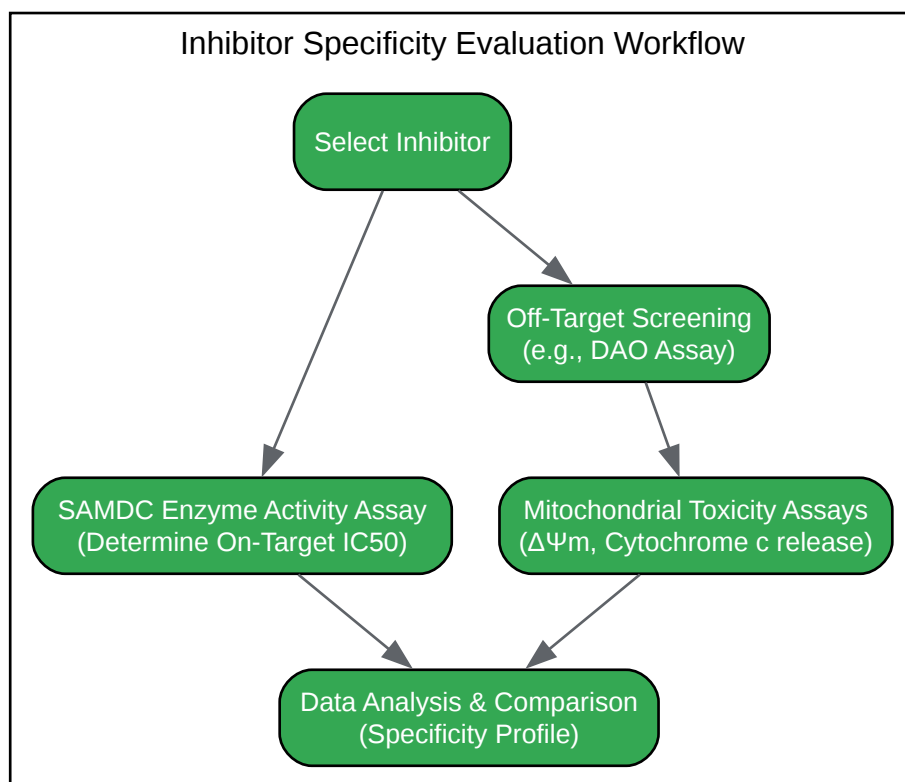 Inhibitor Specificity Evaluation Workflow
Select Inhibitor
Off-Target Screening
(e.g., DAO Assay)
SAMDC Enzyme Activity Assay
(Determine On-Target IC50)
Mitochondrial Toxicity Assays
(ΔΨm, Cytochrome c release)
Data Analysis & Comparison
(Specificity Profile)